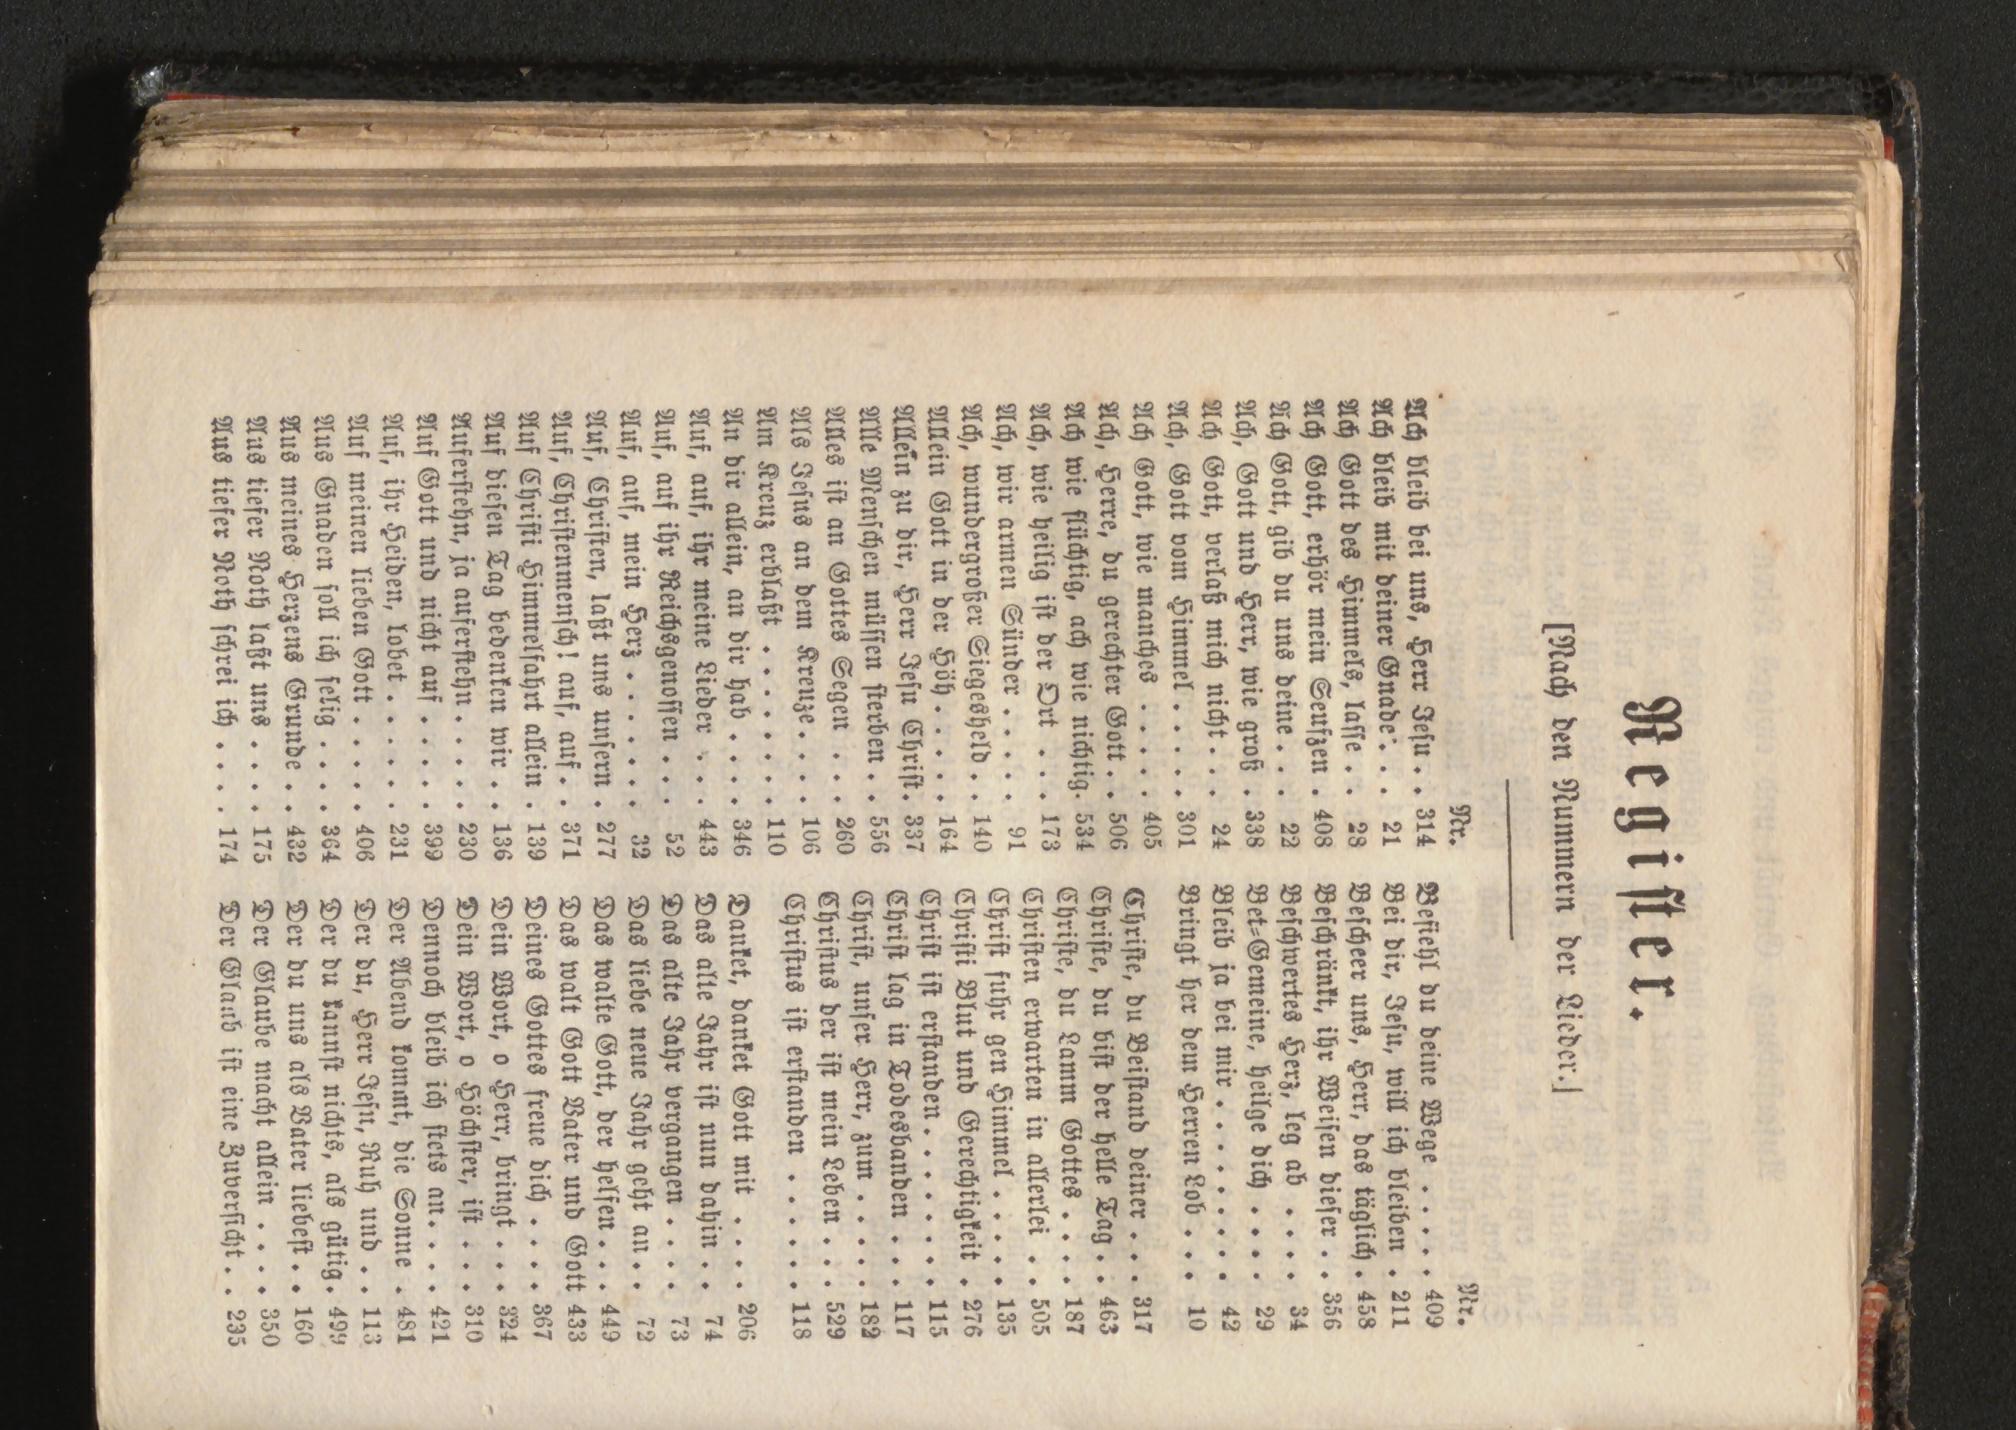 Register.
[Nach den Nummern der Lieder.]
Nr.
Ach bleib bei uns, Herr Jesu . . 314
Ach bleib mit deiner Gnade . . . 21
Ach Gott des Himmels, lasse . . 28
Ach Gott, erhör mein Seufzen . 408
Ach Gott, gib du uns deine . . 22
Ach, Gott und Herr, wie groß . 338
Ach Gott, verlaß mich nicht . . 24
Ach, Gott vom Himmel . . . . 301
Ach Gott, wie manches . . . . . 405
Ach, Herre, du gerechter Gott . . 506
Ach wie flüchtig, ach wie nichtig . 534
Ach, wie heilig ist der Ort . . . 173
Ach, wir armen Sünder . . . . 91
Ach, wundergroßer Siegesheld . . 140
Allein Gott in der Höh . . . . . 164
Allein zu dir, Herr Jesu Christ . 337
Alle Menschen müssen sterben . . 556
Alles ist an Gottes Segen . . . 260
Als Jesus an dem Kreuze . . . . 106
Am Kreuz erblaßt . . . . . . . 110
An dir allein, an dir hab . . . . 346
Auf, auf, ihr meine Lieder . . . 443
Auf, auf ihr Reichsgenossen . . . 52
Auf, auf, mein Herz . . . . . . 32
Auf, Christen, laßt uns unsern . 277
Auf, Christenmensch! auf, auf . . 371
Auf Christi Himmelfahrt allein . 139
Auf diesen Tag bedenken wir . . 136
Auferstehn, ja auferstehn . . . . 230
Auf Gott und nicht auf . . . . 399
Auf, ihr Heiden, lobet . . . . . 231
Auf meinen lieben Gott . . . . 406
Aus Gnaden soll ich selig . . . . 364
Aus meines Herzens Grunde . . 432
Aus tiefer Noth laßt uns . . . . 175
Aus tiefer Noth schrei ich . . . . 174
Nr.
Befiehl du deine Wege . . . . 409
Bei dir, Jesu, will ich bleiben . 211
Bescheer uns, Herr, das täglich . 458
Beschränkt, ihr Weisen dieser . . 356
Beschwertes Herz, leg ab . . . . 34
Bet=Gemeine, heilge dich . . . . 29
Bleib ja bei mir . . . . . . . 42
Bringt her dem Herren Lob . . . 10
Christe, du Beistand deiner . . . 317
Christe, du bist der helle Tag . . 463
Christe, du Lamm Gottes . . . . 187
Christen erwarten in allerlei . . 505
Christ fuhr gen Himmel . . . . 135
Christi Blut und Gerechtigkeit . 276
Christ ist erstanden . . . . . . 115
Christ lag in Todesbanden . . . 117
Christ, unser Herr, zum . . . . 182
Christus der ist mein Leben . . . 529
Christus ist erstanden . . . . . 118
Danket, danket Gott mit . . . . 206
Das alte Jahr ist nun dahin . . 74
Das alte Jahr vergangen . . . . 73
Das liebe neue Jahr geht an . . 72
Das walte Gott, der helfen . . . 449
Das walt Gott Vater und Gott 433
Deines Gottes freue dich . . . . 367
Dein Wort, o Herr, bringt . . . 324
Dein Wort, o Höchster, ist . . . 310
Dennoch bleib ich stets an . . . . 421
Der Abend kommt, die Sonne . 481
Der du, Herr Jesu, Ruh und . . 113
Der du kannst nichts, als gütig . 499
Der du uns als Vater liebest . . 160
Der Glaube macht allein . . . . 350
Der Glaub ist eine Zuversicht . . 235